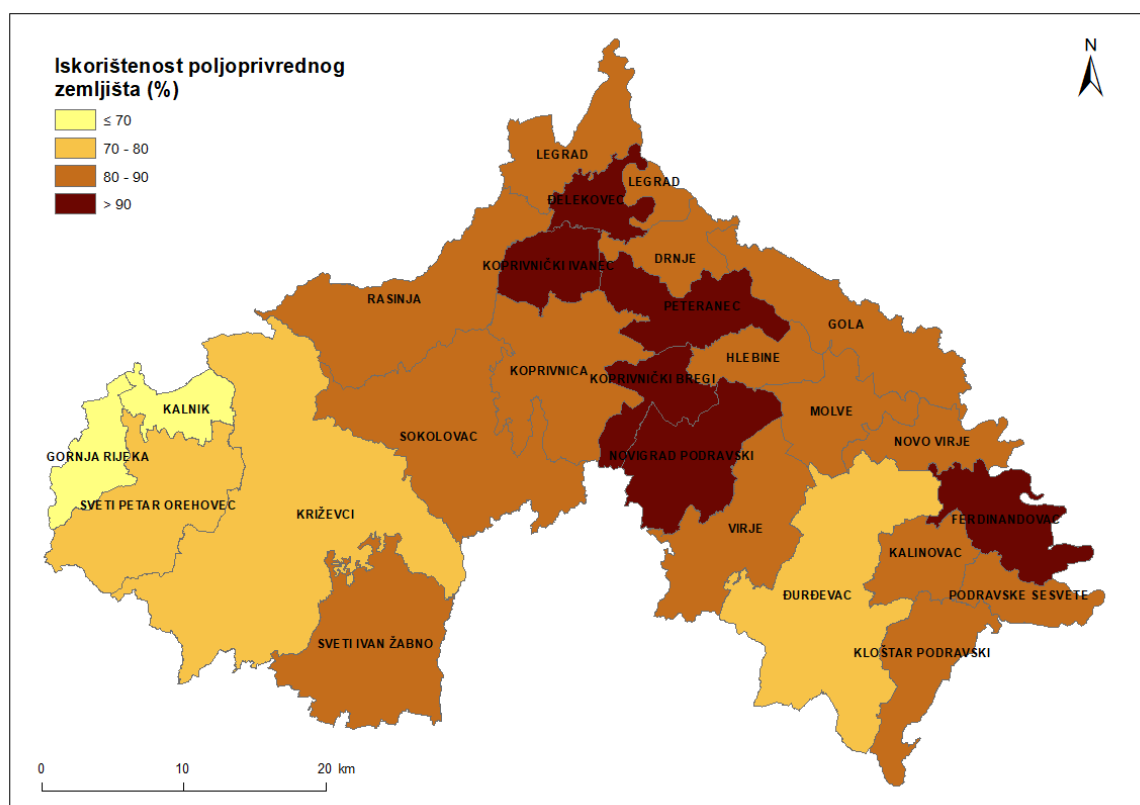 Iskorištenost poljoprivrednog
zemljišta (%)
≤ 70
70 - 80
80 - 90
> 90
N
LEGRAD
LEGRAD
ĐELEKOVEC
DRNJE
KOPRIVNIČKI IVANEC
RASINJA
PETERANEC
GOLA
HLEBINE
KOPRIVNICA
KOPRIVNIČKI BREGI
KALNIK
MOLVE
SOKOLOVAC
NOVO VIRJE
GORNJA RIJEKA
NOVIGRAD PODRAVSKI
SVETI PETAR OREHOVEC
KRIŽEVCI
FERDINANDOVAC
VIRJE
KALINOVAC
ĐURĐEVAC
PODRAVSKE SESVETE
SVETI IVAN ŽABNO
KLOŠTAR PODRAVSKI
0 10 20 km